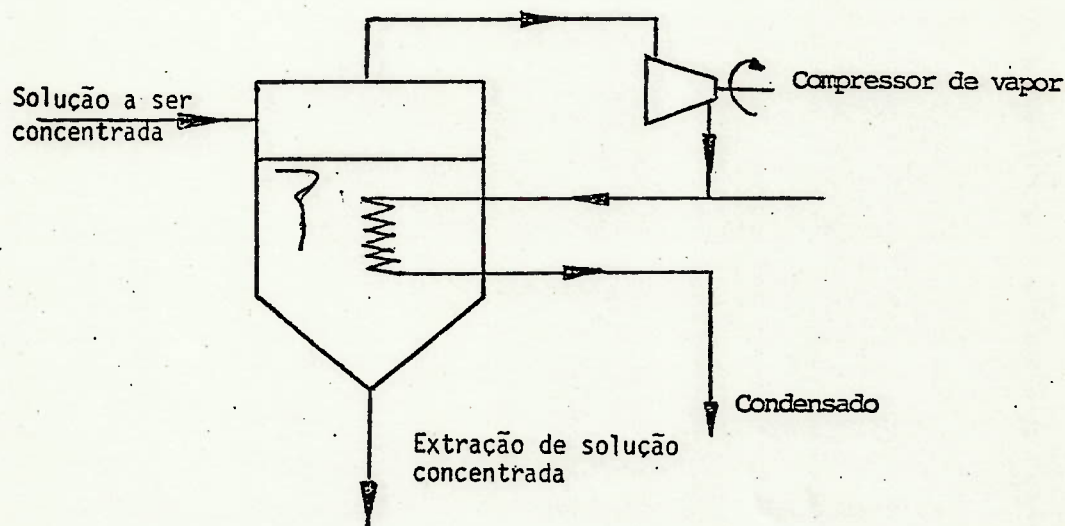 Solução a ser
concentrada
Compressor de vapor
Condensado
Extração de solução
concentrada